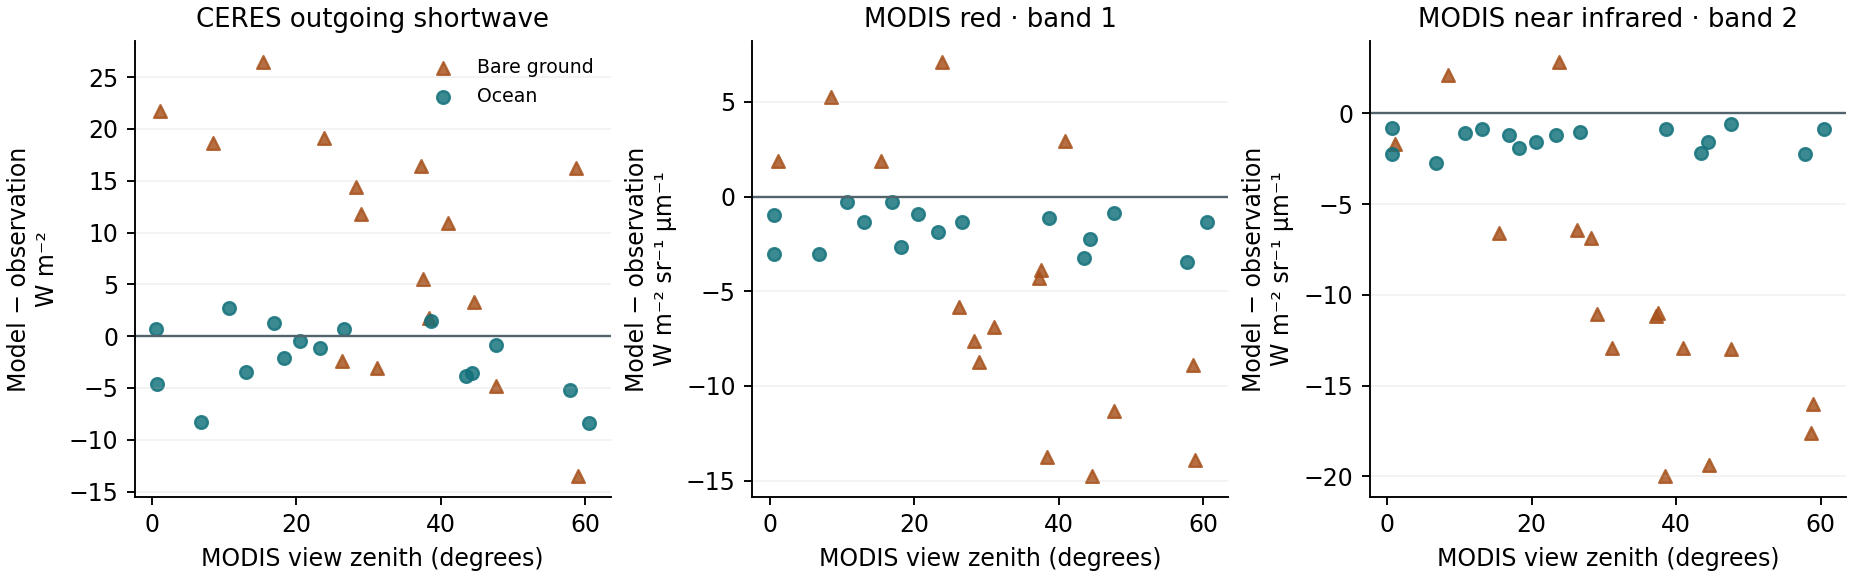 CERES outgoing shortwave
Model − observation
W m⁻²
25
20
15
10
5
0
−5
−10
−15
Bare ground
Ocean
0 20 40 60
MODIS view zenith (degrees)
MODIS red · band 1
Model − observation
W m⁻² sr⁻¹ µm⁻¹
5
0
−5
−10
−15
0 20 40 60
MODIS view zenith (degrees)
MODIS near infrared · band 2
Model − observation
W m⁻² sr⁻¹ µm⁻¹
0
−5
−10
−15
−20
0 20 40 60
MODIS view zenith (degrees)